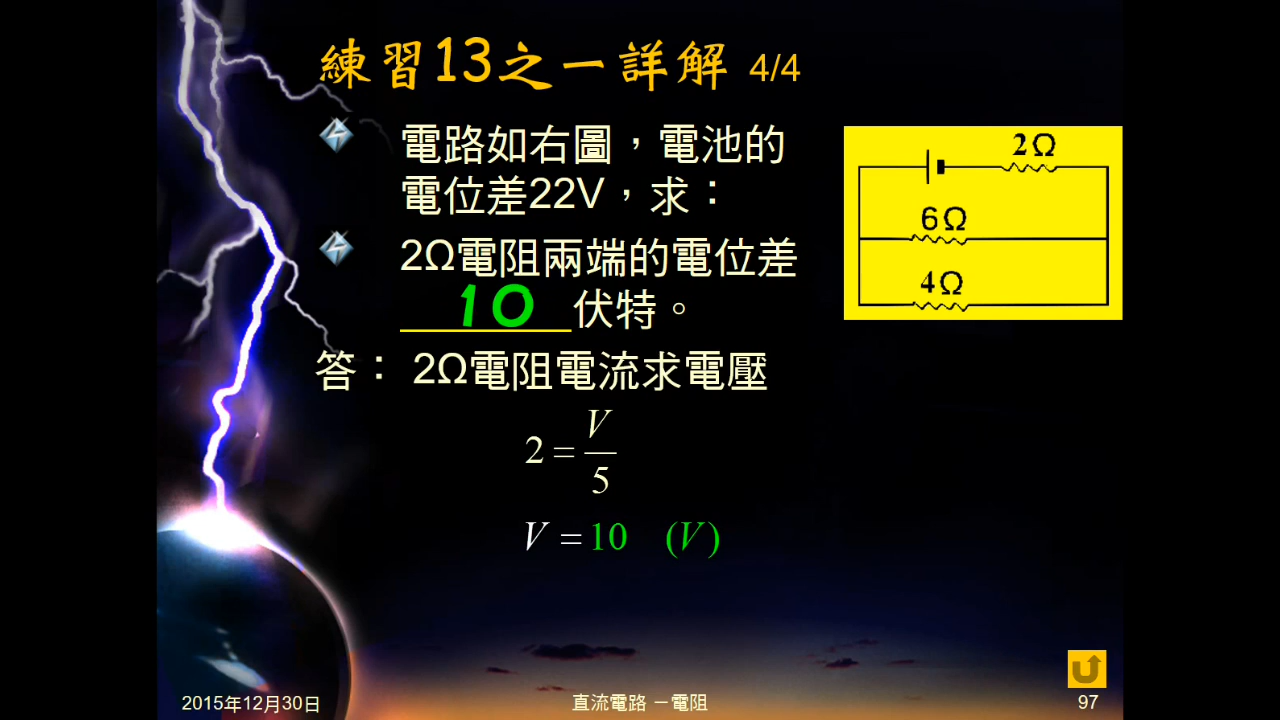 練習13之一詳解 4/4
電路如右圖，電池的
電位差22V，求：
2Ω電阻兩端的電位差
10伏特。
答： 2Ω電阻電流求電壓
2 = V/5
V = 10 (V)
2Ω
6Ω
4Ω
2015年12月30日
直流電路 － 電阻
97